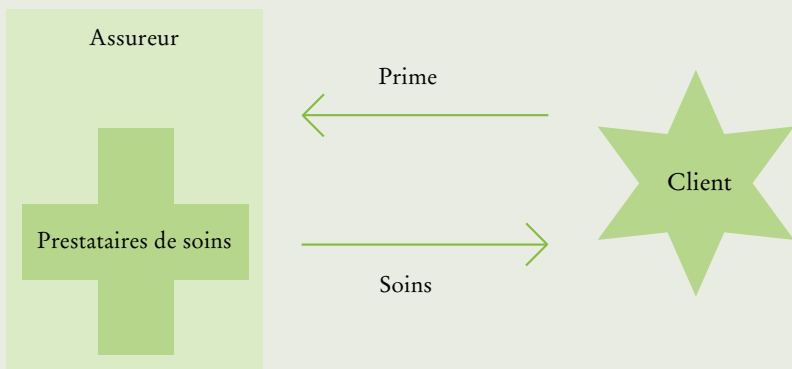 Assureur
Prime
Client
Prestataires de soins
Soins